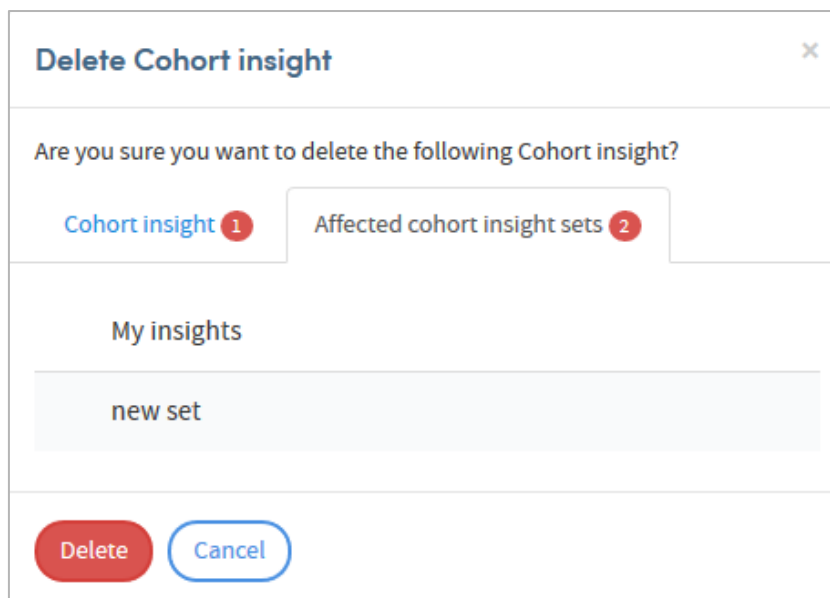 Delete Cohort insight
×
Are you sure you want to delete the following Cohort insight?
Cohort insight 1 Affected cohort insight sets 2
My insights
new set
Delete Cancel